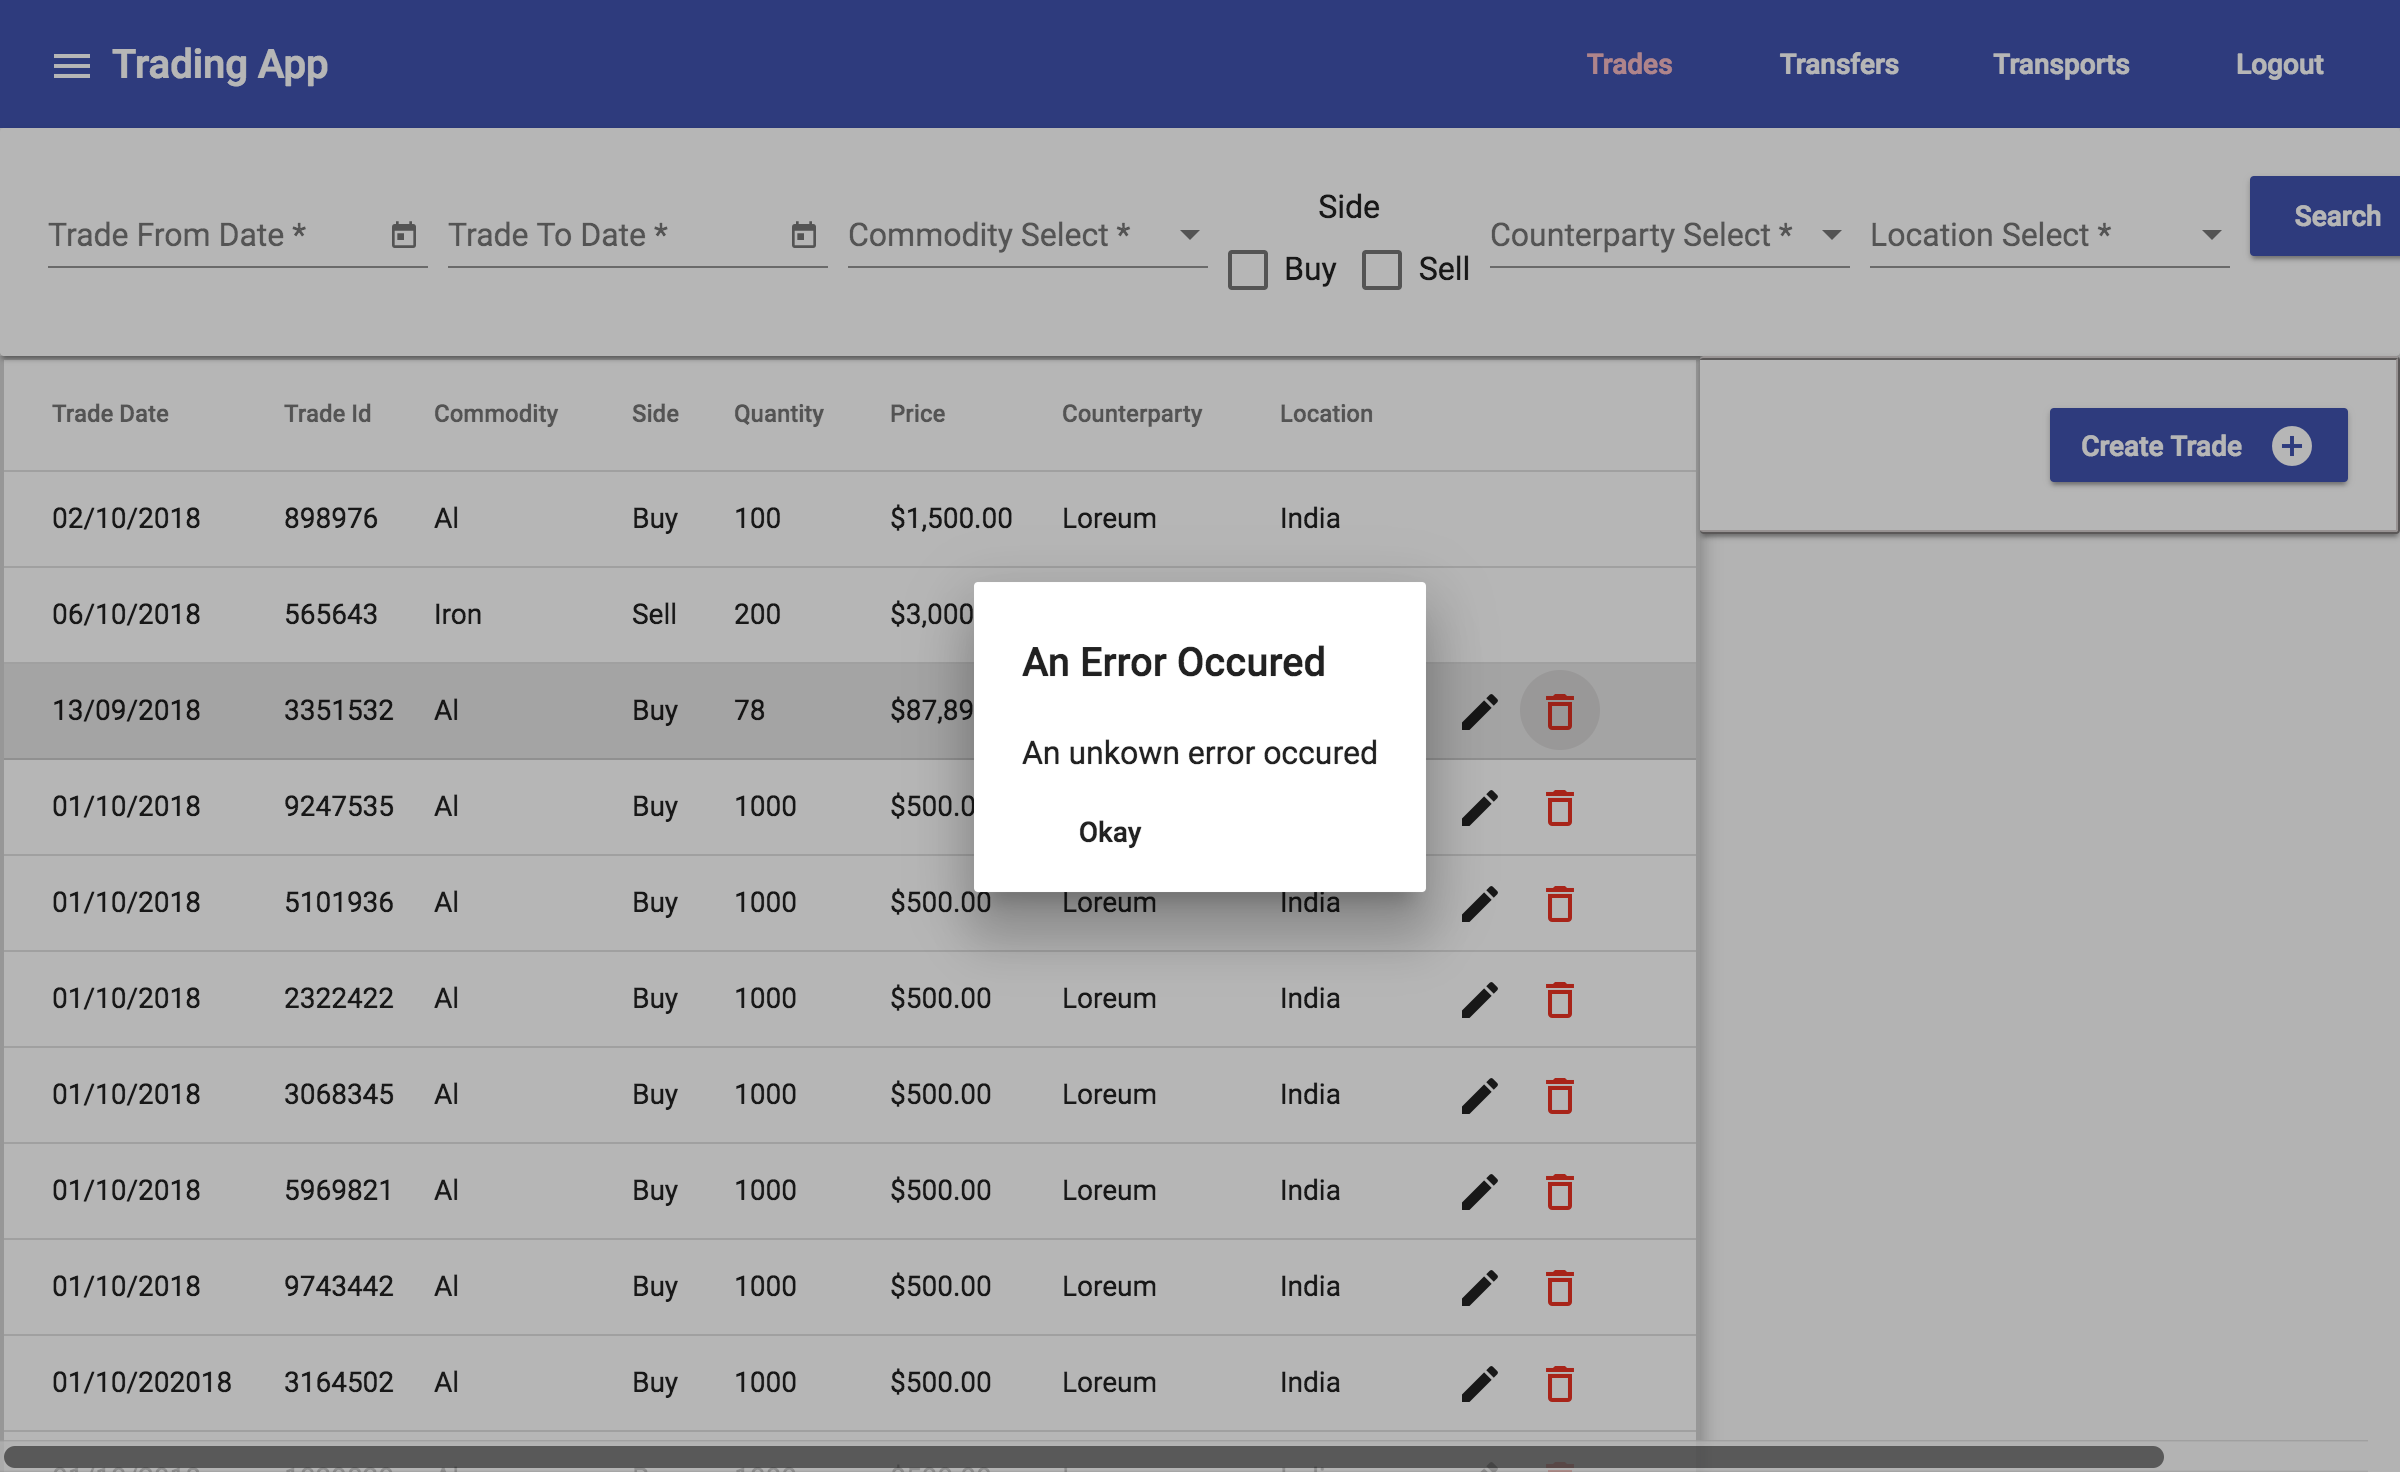 Trading App Trades Transfers Transports Logout
Side
Trade From Date * Trade To Date * Commodity Select * Buy Sell Counterparty Select * Location Select * Search
Trade Date Trade Id Commodity Side Quantity Price Counterparty Location
Create Trade
02/10/2018 898976 Al Buy 100 $1,500.00 Loreum India
06/10/2018 565643 Iron Sell 200 $3,000
13/09/2018 3351532 Al Buy 78 $87,89
An Error Occured
An unkown error occured
Okay
01/10/2018 9247535 Al Buy 1000 $500.0
01/10/2018 5101936 Al Buy 1000 $500.00 Loreum India
01/10/2018 2322422 Al Buy 1000 $500.00 Loreum India
01/10/2018 3068345 Al Buy 1000 $500.00 Loreum India
01/10/2018 5969821 Al Buy 1000 $500.00 Loreum India
01/10/2018 9743442 Al Buy 1000 $500.00 Loreum India
01/10/202018 3164502 Al Buy 1000 $500.00 Loreum India